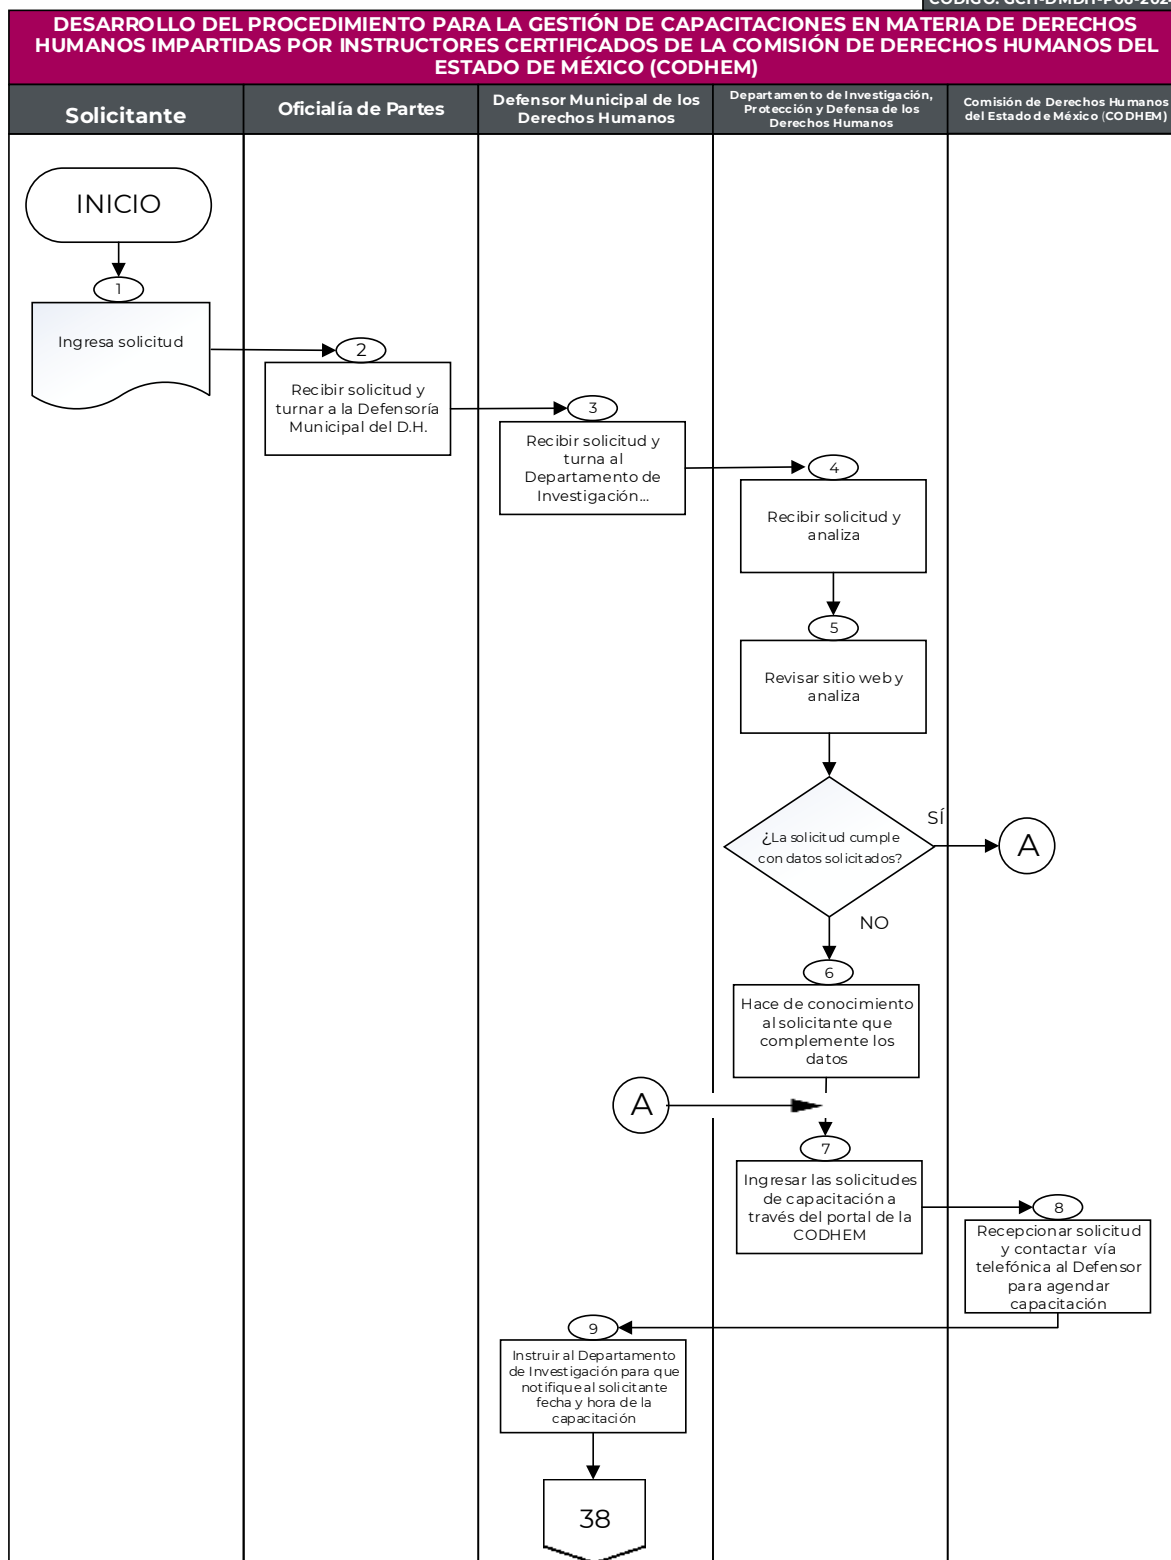 DESARROLLO DEL PROCEDIMIENTO PARA LA GESTIÓN DE CAPACITACIONES EN MATERIA DE DERECHOS
HUMANOS IMPARTIDAS POR INSTRUCTORES CERTIFICADOS DE LA COMISIÓN DE DERECHOS HUMANOS DEL
ESTADO DE MÉXICO (CODHEM)
Solicitante
Oficialía de Partes
Defensor Municipal de los
Derechos Humanos
Departamento de Investigación,
Protección y Defensa de los
Derechos Humanos
Comisión de Derechos Humanos
del Estado de México (CODHEM)
INICIO
1
Ingresa solicitud
2
Recibir solicitud y
turnar a la Defensoría
Municipal del D.H.
3
Recibir solicitud y
turna al
Departamento de
Investigación...
4
Recibir solicitud y
analiza
5
Revisar sitio web y
analiza
¿La solicitud cumple
con datos solicitados?
SÍ
A
NO
6
Hace de conocimiento
al solicitante que
complemente los
datos
A
7
Ingresar las solicitudes
de capacitación a
través del portal de la
CODHEM
8
Recepcionar solicitud
y contactar vía
telefónica al Defensor
para agendar
capacitación
9
Instruir al Departamento
de Investigación para que
notifique al solicitante
fecha y hora de la
capacitación
38